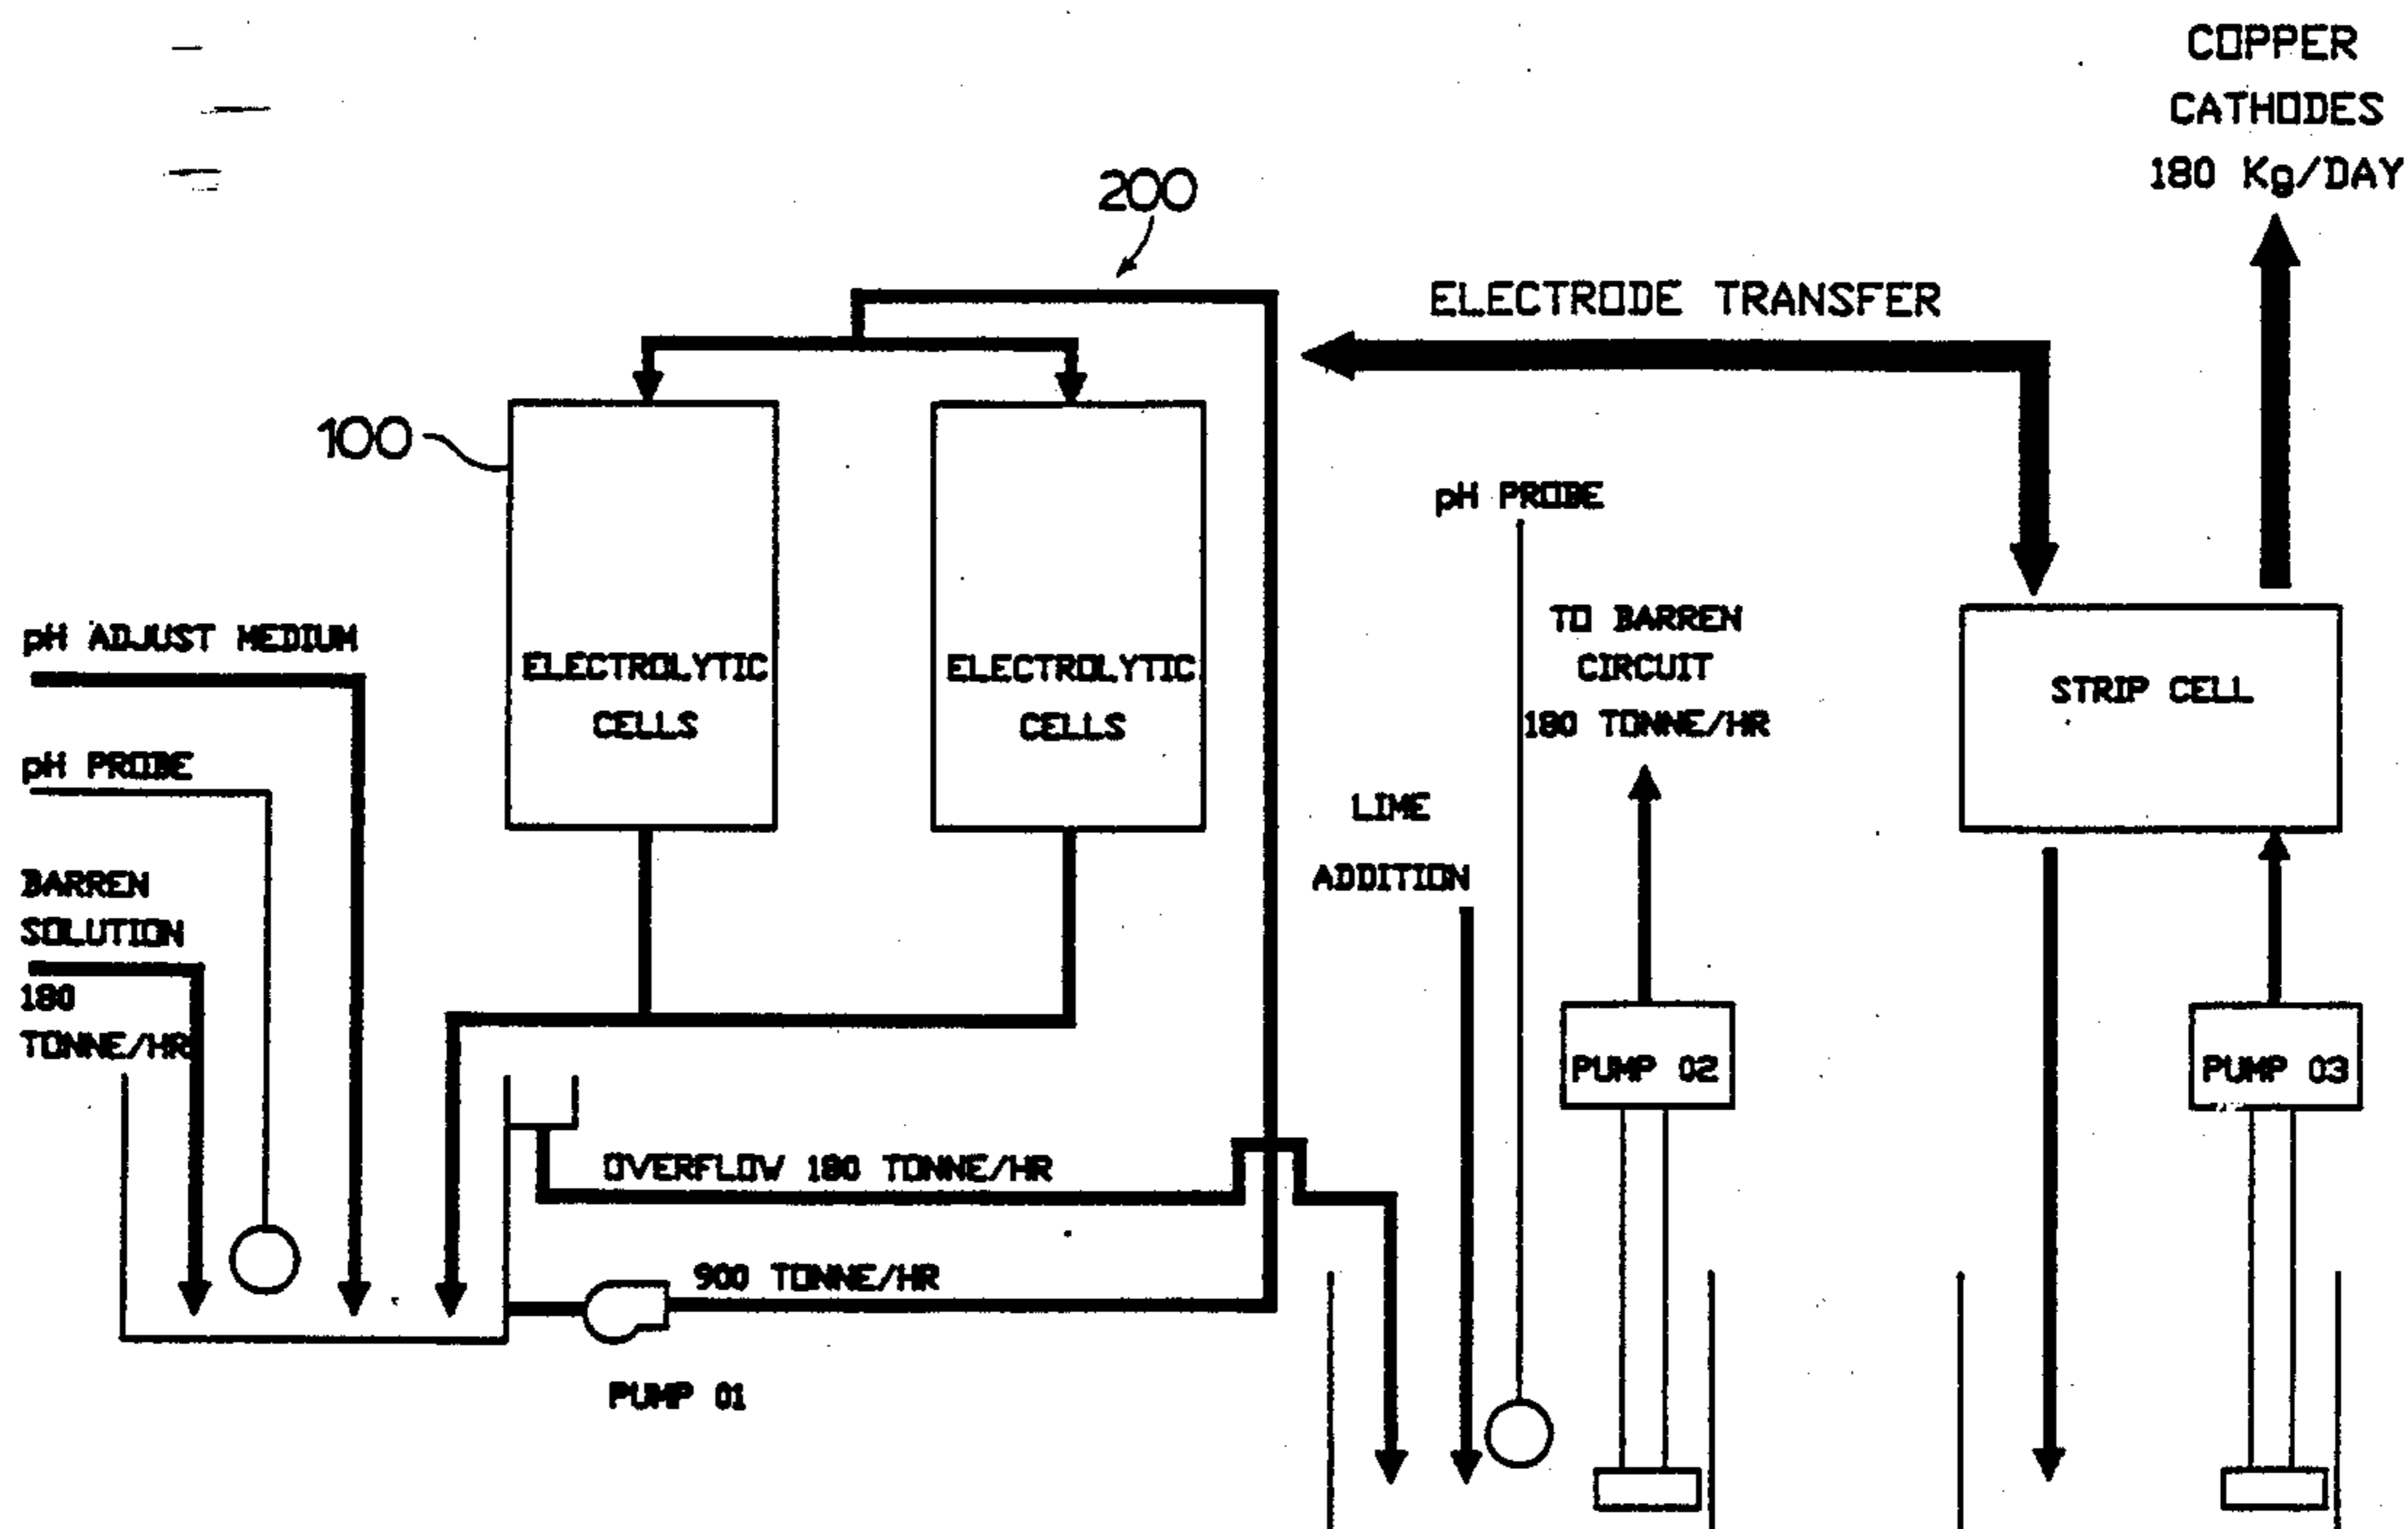 COPPER
CATHODES
180 Kg/DAY
200
ELECTRODE TRANSFER
100
pH PROBE
TO BARREN
CIRCUIT
180 TONNE/HR
pH ADJUST MEDIUM
ELECTROLYTIC
CELLS
ELECTROLYTIC
CELLS
STRIP CELL
pH PROBE
LIME
ADDITION
BARREN
SOLUTION
180
TONNE/HR
PUMP 02
PUMP 03
OVERFLOW 180 TONNE/HR
900 TONNE/HR
PUMP 01